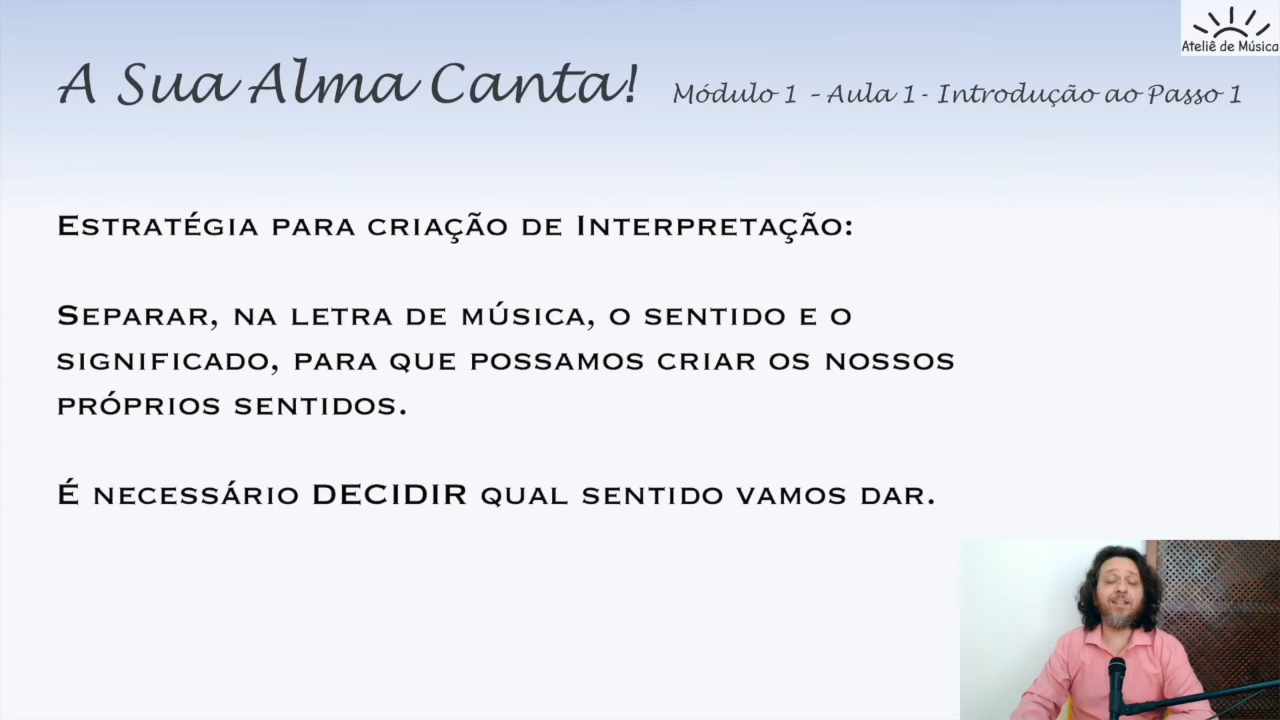 Ateliê de Música
A Sua Alma Canta! Módulo 1 – Aula 1- Introdução ao Passo 1
Estratégia para criação de Interpretação:
Separar, na letra de música, o sentido e o
significado, para que possamos criar os nossos
próprios sentidos.
É necessário DECIDIR qual sentido vamos dar.